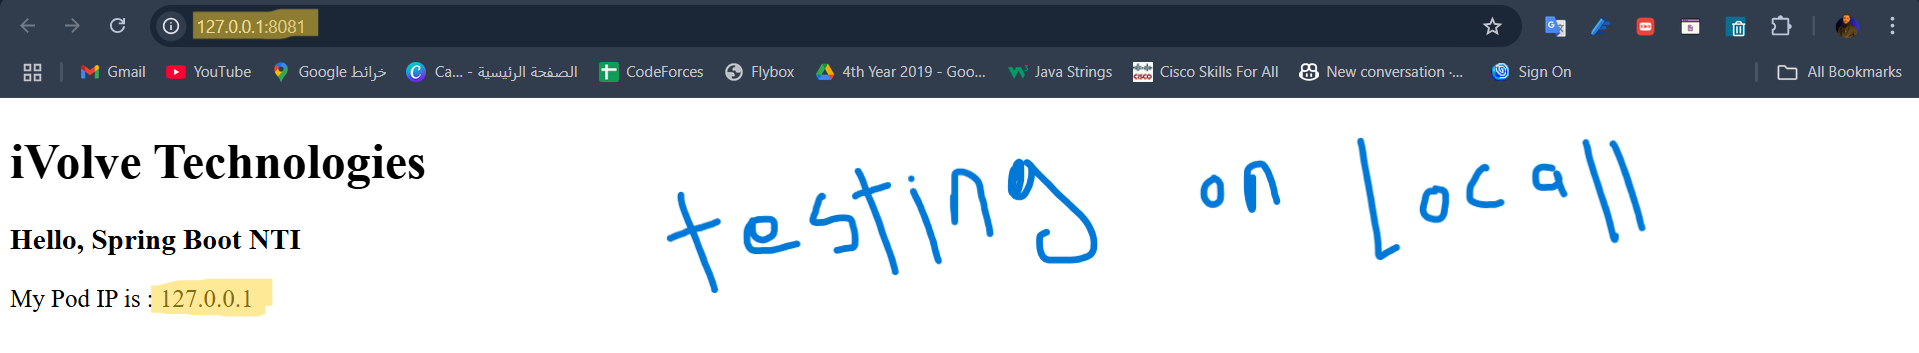 127.0.0.1:8081
Gmail YouTube Google خرائط Ca... - الصفحة الرئيسية CodeForces Flybox 4th Year 2019 - Goo... Java Strings Cisco Skills For All New conversation ·... Sign On All Bookmarks
iVolve Technologies
testing on Locall
Hello, Spring Boot NTI
My Pod IP is : 127.0.0.1